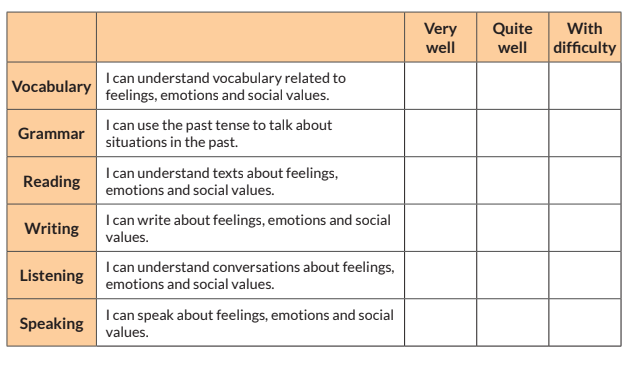 Very
well
Quite
well
With
difficulty
Vocabulary
I can understand vocabulary related to
feelings, emotions and social values.
Grammar
I can use the past tense to talk about
situations in the past.
Reading
I can understand texts about feelings,
emotions and social values.
Writing
I can write about feelings, emotions and social
values.
Listening
I can understand conversations about feelings,
emotions and social values.
Speaking
I can speak about feelings, emotions and social
values.